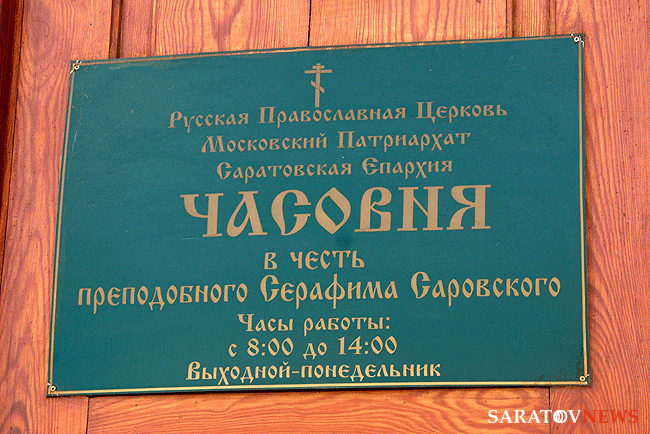 Русская Православная Церковь
Московский Патриархат
Саратовская Епархия
ЧАСОВНЯ
в честь
преподобного Серафима Саровского
Часы работы:
с 8:00 до 14:00
Выходной-понедельник
SARATOVNEWS